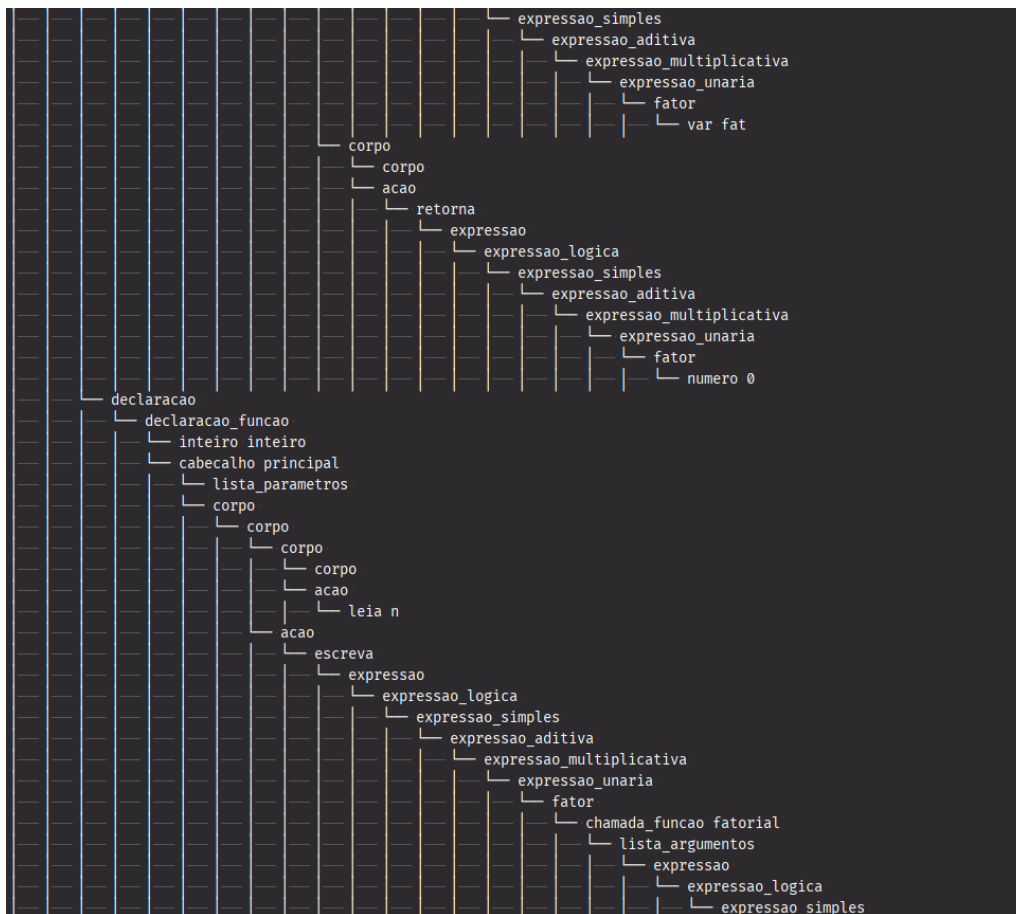 expressao_simples
expressao_aditiva
expressao_multiplicativa
expressao_unaria
fator
var fat
corpo
corpo
acao
retorna
expressao
expressao_logica
expressao_simples
expressao_aditiva
expressao_multiplicativa
expressao_unaria
fator
numero 0
declaracao
declaracao_funcao
inteiro inteiro
cabecalho principal
lista_parametros
corpo
corpo
corpo
corpo
acao
leia n
acao
escreva
expressao
expressao_logica
expressao_simples
expressao_aditiva
expressao_multiplicativa
expressao_unaria
fator
chamada_funcao fatorial
lista_argumentos
expressao
expressao_logica
expressao_simples